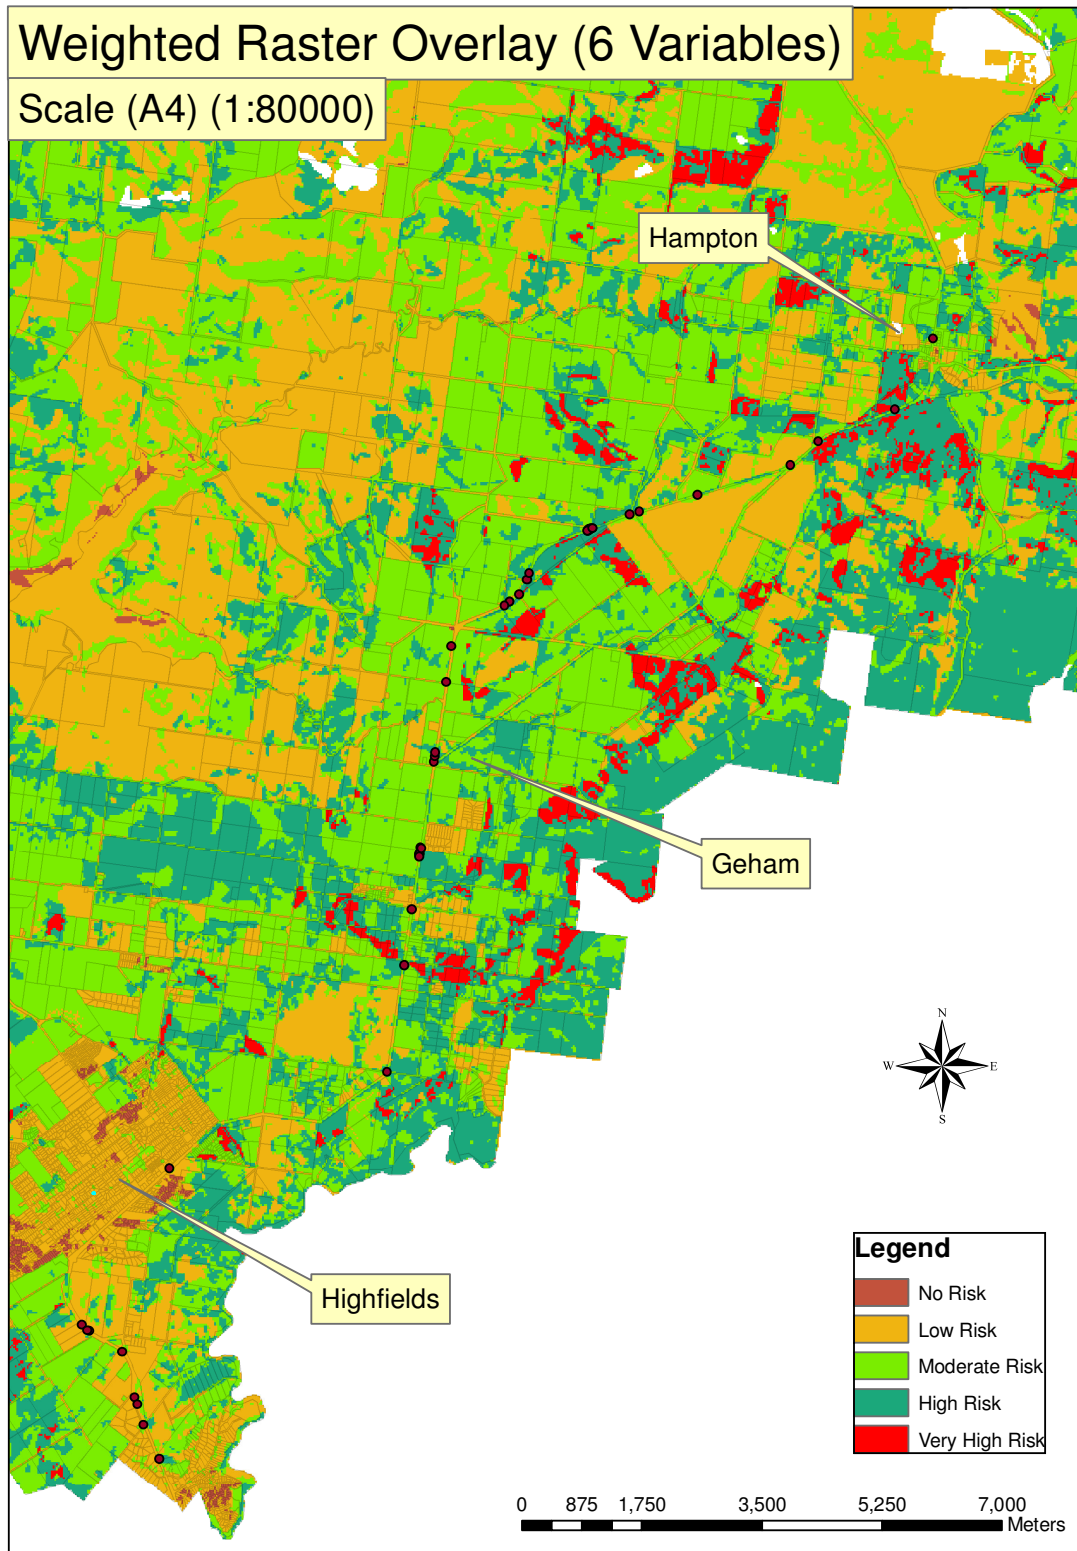 Weighted Raster Overlay (6 Variables)
Scale (A4) (1:80000)
Hampton
Geham
N
W
E
S
Highfields
Legend
No Risk
Low Risk
Moderate Risk
High Risk
Very High Risk
0 875 1,750 3,500 5,250 7,000
Meters